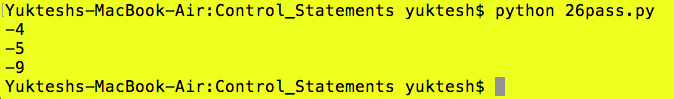 Yukteshs-MacBook-Air:Control_Statements yuktesh$ python 26pass.py
-4
-5
-9
Yukteshs-MacBook-Air:Control_Statements yuktesh$